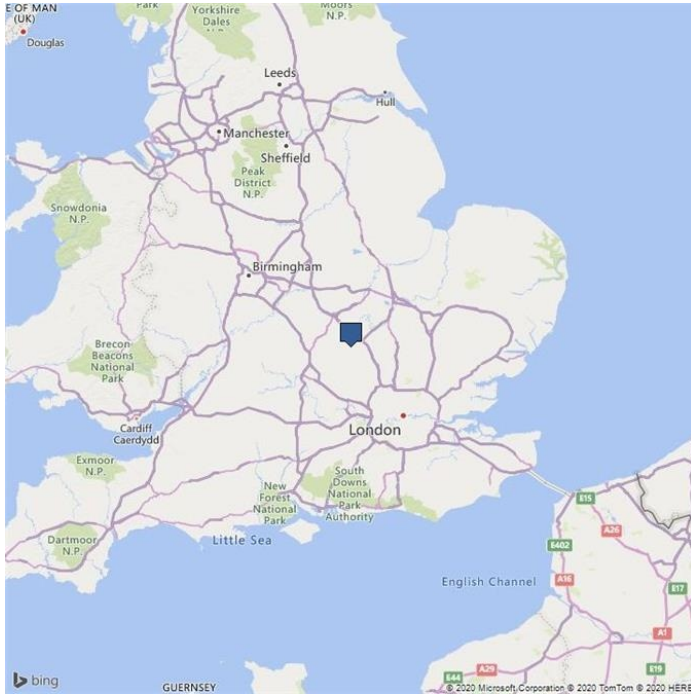 E OF MAN
(UK)
Douglas
Park
Yorkshire
Dales
Moors
N.P.
Leeds
Hull
Manchester
Sheffield
Peak
District
N.P.
Snowdonia
N.P.
Birmingham
Brecon
Beacons
National
Park
Cardiff
Caerdydd
London
Exmoor
N.P.
New
Forest
National
Park
South
Downs
National
Park
Authority
Dartmoor
N.P.
Little Sea
English Channel
E15
A26
E402
A16
E17
A1
A29
E44
E19
bing
GUERNSEY
© 2020 Microsoft Corporation © 2020 TomTom © 2020 HERE